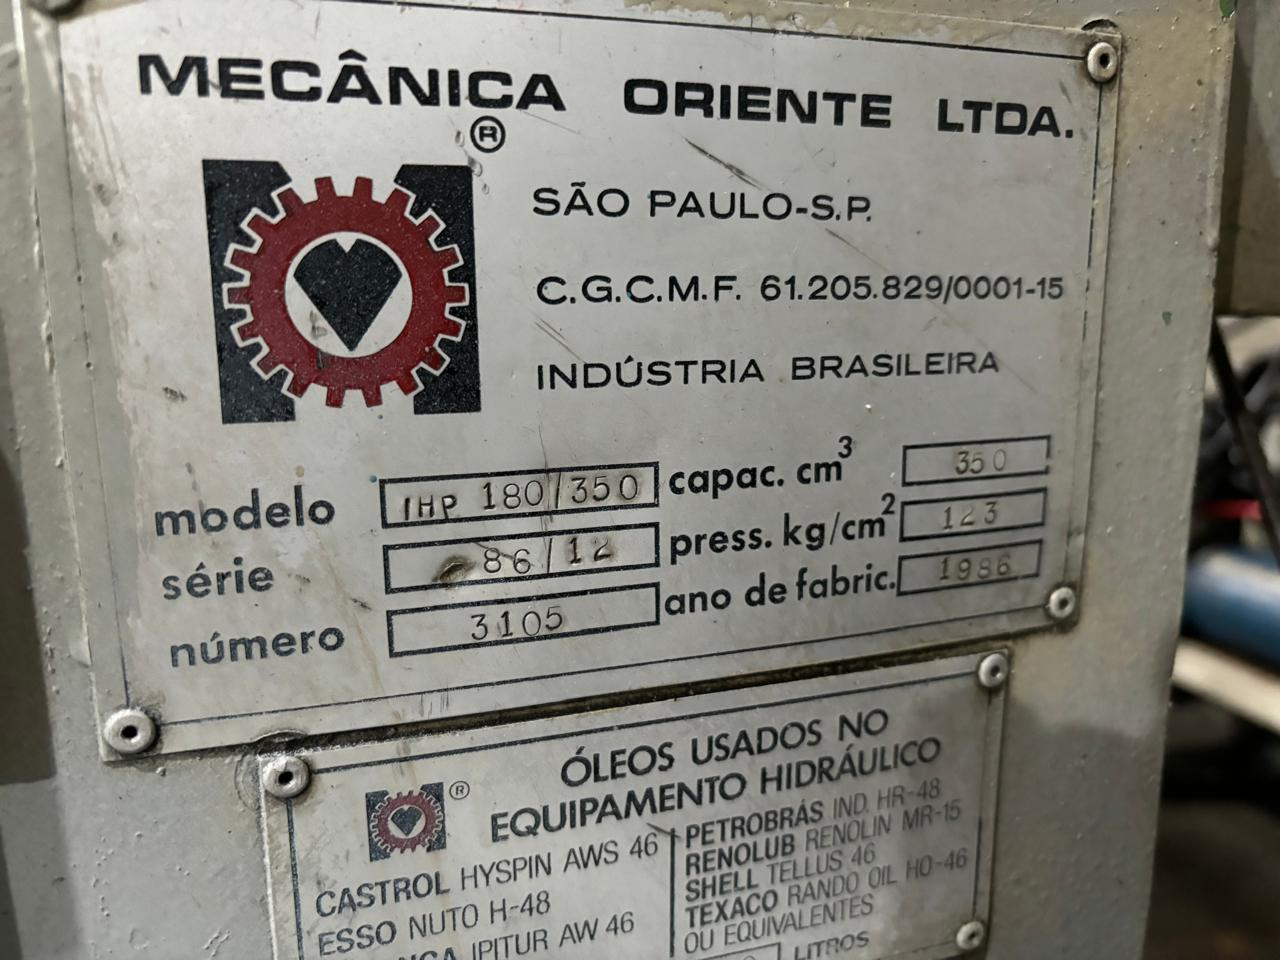 MECÂNICA ORIENTE LTDA.
®
SÃO PAULO-S.P.
C.G.C.M.F. 61.205.829/0001-15
INDÚSTRIA BRASILEIRA
modelo IHP 180/350 capac. cm³ 350
série 86/12 press. kg/cm² 123
número 3105 ano de fabric. 1986
ÓLEOS USADOS NO
® EQUIPAMENTO HIDRÁULICO
CASTROL HYSPIN AWS 46
ESSO NUTO H-48
IPITUR AW 46
PETROBRÁS IND. HR-48
RENOLUB RENOLIN MR-15
SHELL TELLUS 46
TEXACO RANDO OIL HO-46
OU EQUIVALENTES
LITROS